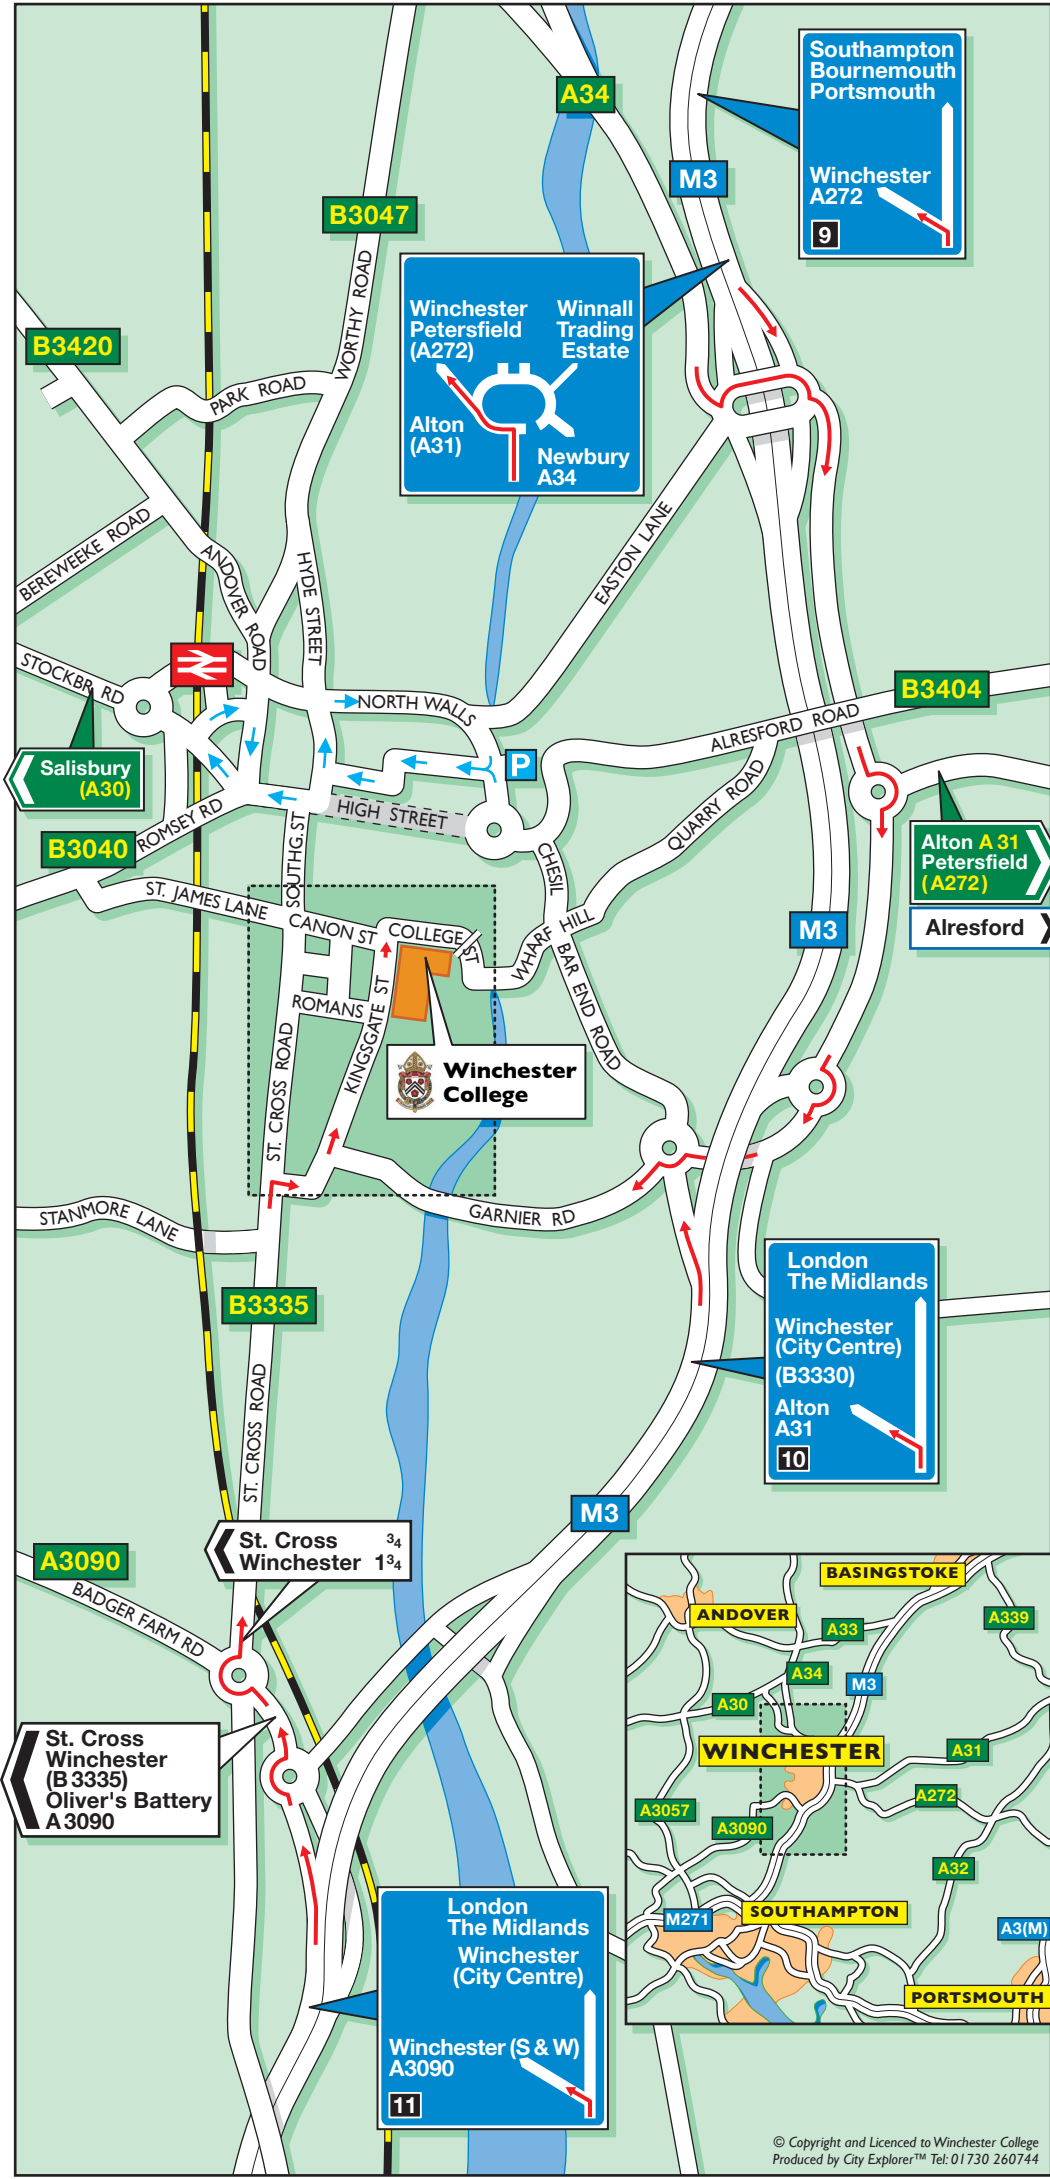 Southampton
Bournemouth
Portsmouth
Winchester
A272
9
A34
M3
B3047
WORTHY ROAD
Winchester
Petersfield
(A272)
Winnall
Trading
Estate
Alton
(A31)
Newbury
A34
B3420
PARK ROAD
BEREWEEKE ROAD
ANDOVER ROAD
HYDE STREET
EASTON LANE
STOCKBR. RD
NORTH WALLS
B3404
ALRESFORD ROAD
Salisbury
(A30)
P
HIGH STREET
ROMSEY RD
B3040
QUARRY ROAD
Alton A 31
Petersfield
(A272)
Alresford
SOUTHG. ST
CHESIL
ST. JAMES LANE
CANON ST
COLLEGE ST
WHARF HILL
M3
BAR END ROAD
ROMANS
KINGSGATE ST
ST. CROSS ROAD
Winchester
College
STANMORE LANE
GARNIER RD
B3335
London
The Midlands
Winchester
(City Centre)
(B3330)
Alton
A31
10
ST. CROSS ROAD
M3
St. Cross ¾
Winchester 1¾
A3090
BADGER FARM RD
St. Cross
Winchester
(B 3335)
Oliver's Battery
A 3090
London
The Midlands
Winchester
(City Centre)
Winchester (S & W)
A3090
11
BASINGSTOKE
ANDOVER
A33
A339
A34
M3
A30
WINCHESTER
A31
A272
A3057
A3090
A32
M271
SOUTHAMPTON
A3(M)
PORTSMOUTH
© Copyright and Licenced to Winchester College
Produced by City Explorer™ Tel: 01730 260744